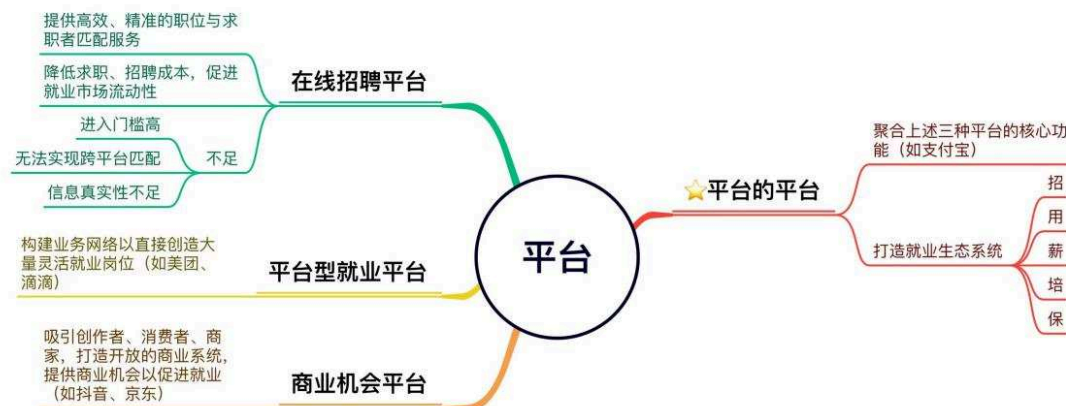 提供高效、精准的职位与求
职者匹配服务
降低求职、招聘成本，促进
就业市场流动性
进入门槛高
无法实现跨平台匹配
信息真实性不足
不足
在线招聘平台
构建业务网络以直接创造大
量灵活就业岗位（如美团、
滴滴）
平台型就业平台
吸引创作者、消费者、商
家，打造开放的商业系统，
提供商业机会以促进就业
（如抖音、京东）
商业机会平台
平台
平台的平台
聚合上述三种平台的核心功
能（如支付宝）
打造就业生态系统
招
用
薪
培
保